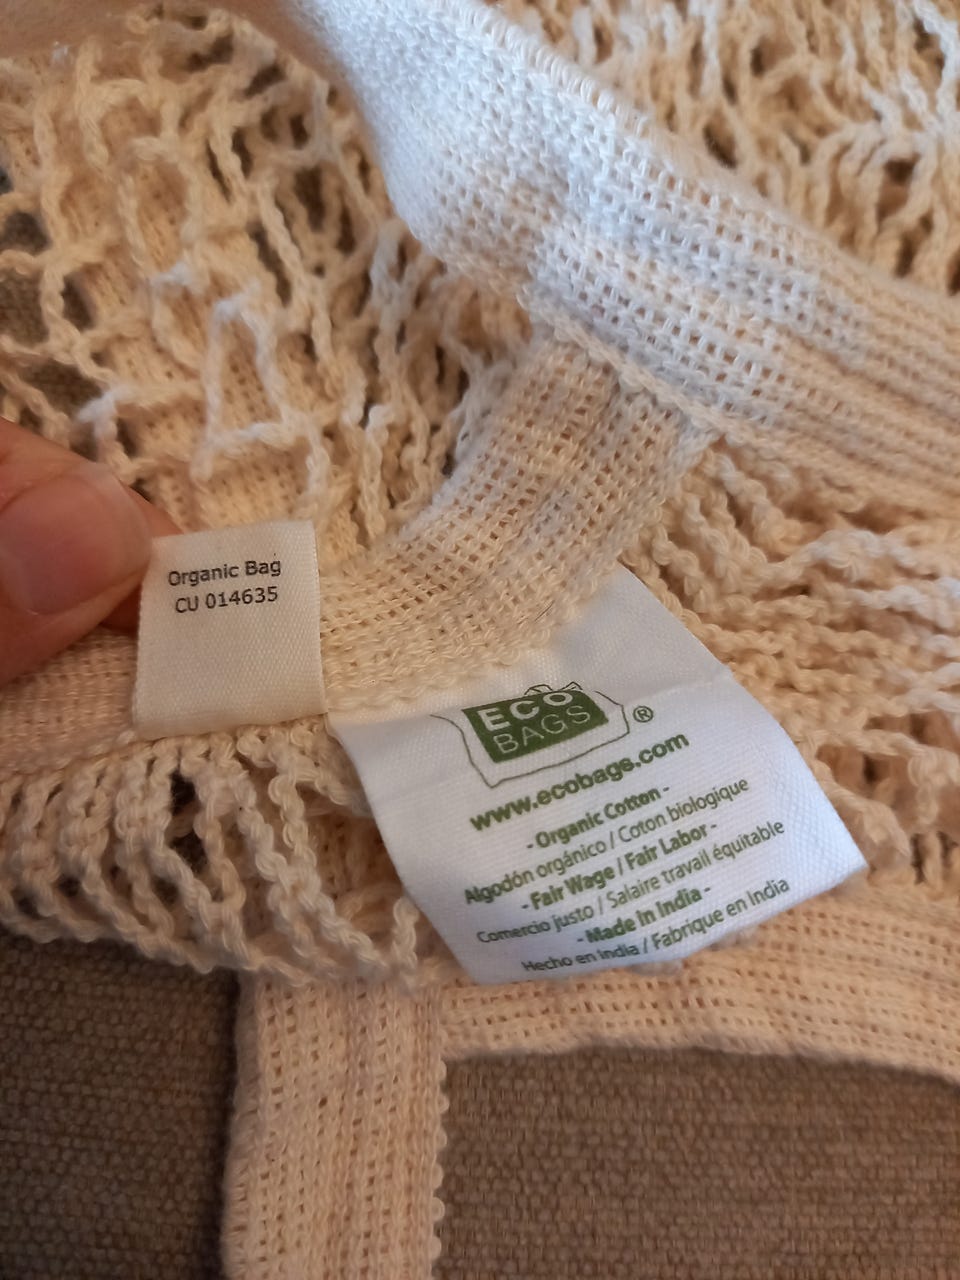 Organic Bag
CU 014635
ECO
BAGS
®
www.ecobags.com
- Organic Cotton -
Algodón orgánico / Coton biologique
- Fair Wage / Fair Labor -
Comercio justo / Salaire travail équitable
- Made In India -
Hecho en India / Fabrique en India